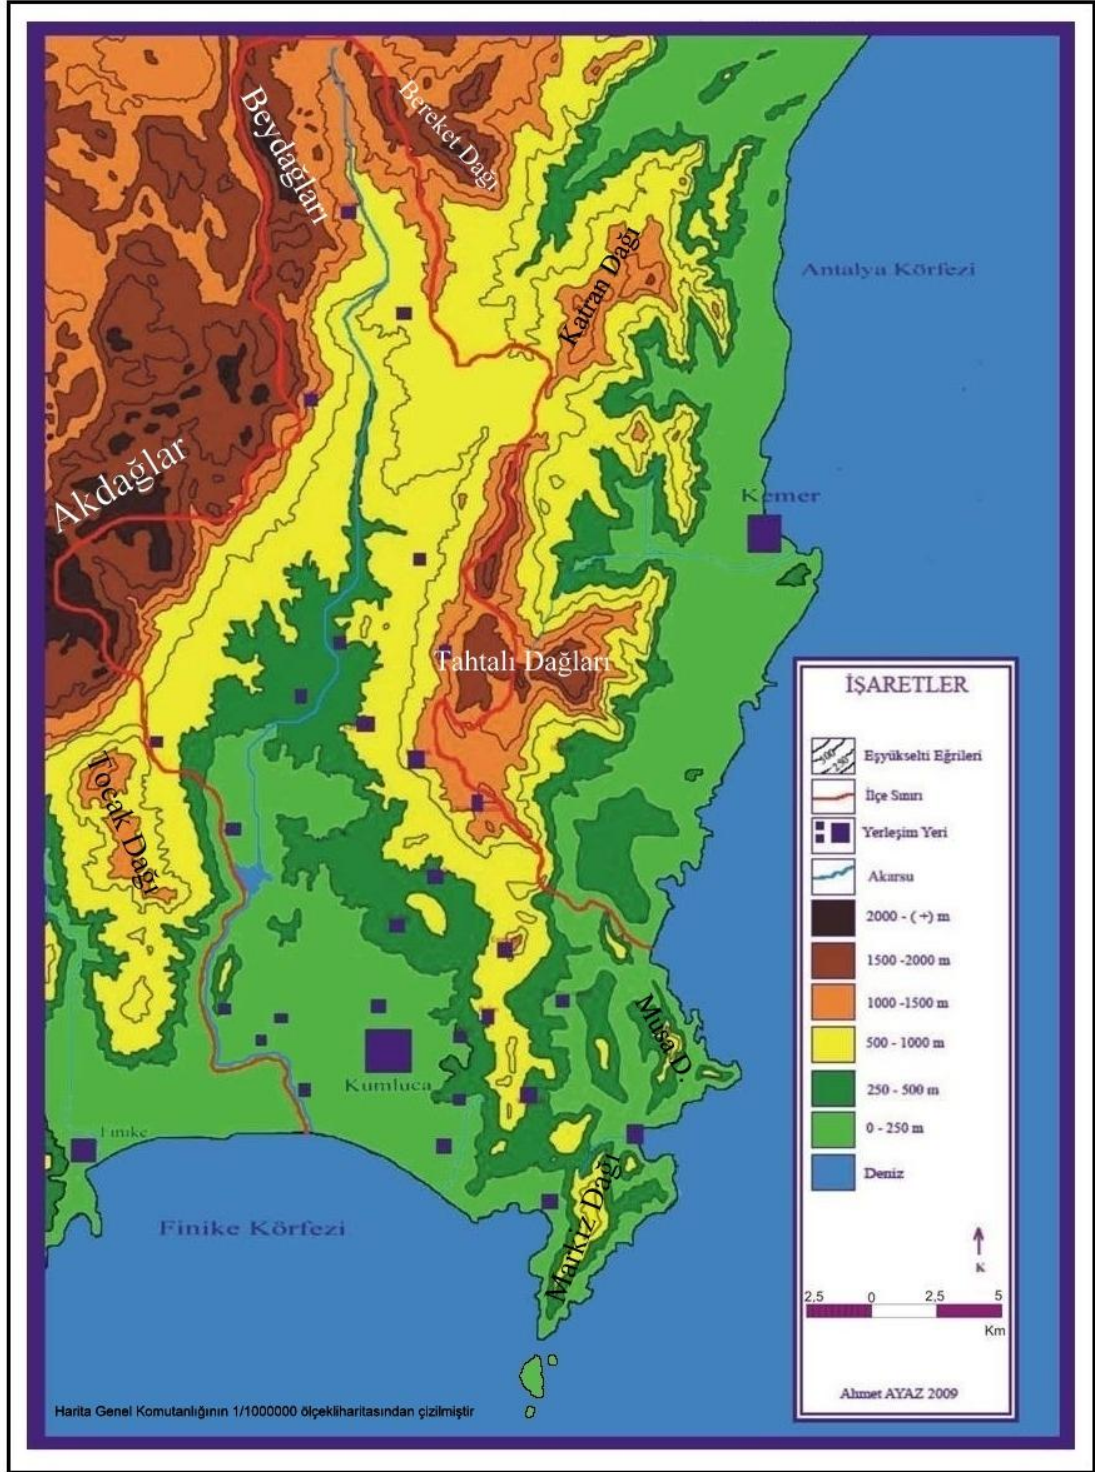 Beydağları
Bereket Dağı
Katran Dağı
Antalya Körfezi
Akdağlar
Kemer
Tahtalı Dağları
Toçak Dağı
Musa D.
Kumluca
Finike
Markiz Dağı
Finike Körfezi
Harita Genel Komutanlığının 1/1000000 ölçekliharitasından çizilmiştir
İŞARETLER
500
250
Eşyükselti Eğrileri
İlçe Sınırı
Yerleşim Yeri
Akarsu
2000 - ( +) m
1500 -2000 m
1000 -1500 m
500 - 1000 m
250 - 500 m
0 - 250 m
Deniz
K
2,5 0 2,5 5
Km
Ahmet AYAZ 2009